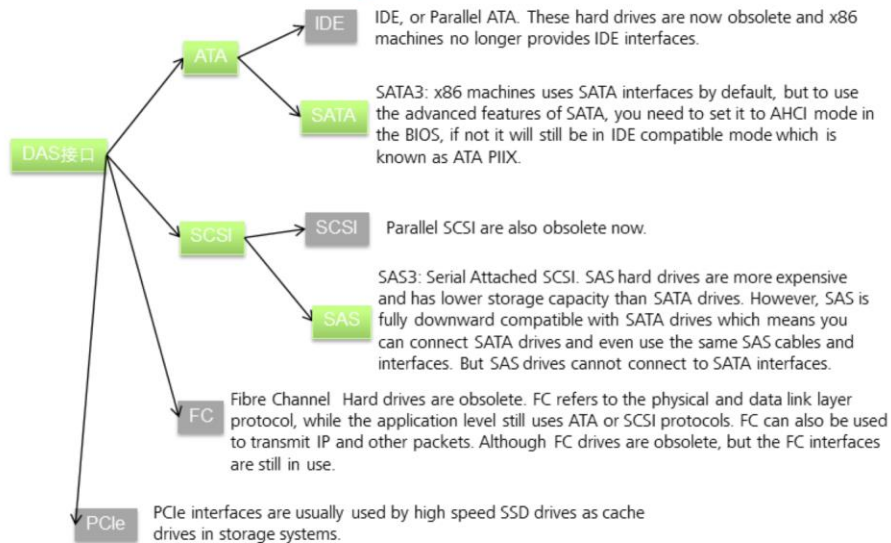 IDE
IDE, or Parallel ATA. These hard drives are now obsolete and x86
machines no longer provides IDE interfaces.
ATA
SATA
SATA3: x86 machines uses SATA interfaces by default, but to use
the advanced features of SATA, you need to set it to AHCI mode in
the BIOS, if not it will still be in IDE compatible mode which is
known as ATA PIIX.
DAS接口
SCSI
SCSI
Parallel SCSI are also obsolete now.
SAS
SAS3: Serial Attached SCSI. SAS hard drives are more expensive
and has lower storage capacity than SATA drives. However, SAS is
fully downward compatible with SATA drives which means you
can connect SATA drives and even use the same SAS cables and
interfaces. But SAS drives cannot connect to SATA interfaces.
FC
Fibre Channel Hard drives are obsolete. FC refers to the physical and data link layer
protocol, while the application level still uses ATA or SCSI protocols. FC can also be used
to transmit IP and other packets. Although FC drives are obsolete, but the FC interfaces
are still in use.
PCIe
PCIe interfaces are usually used by high speed SSD drives as cache
drives in storage systems.